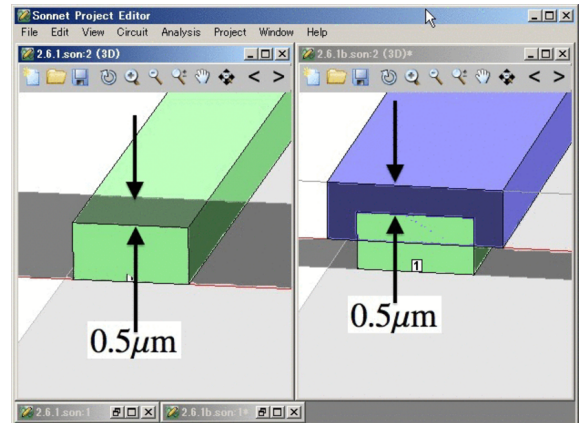 Sonnet Project Editor
File Edit View Circuit Analysis Project Window Help
2.6.1.son:2 (3D)
2.6.1b.son:2 (3D)*
0.5μm
1
0.5μm
2.6.1.son:1
2.6.1b.son:1*